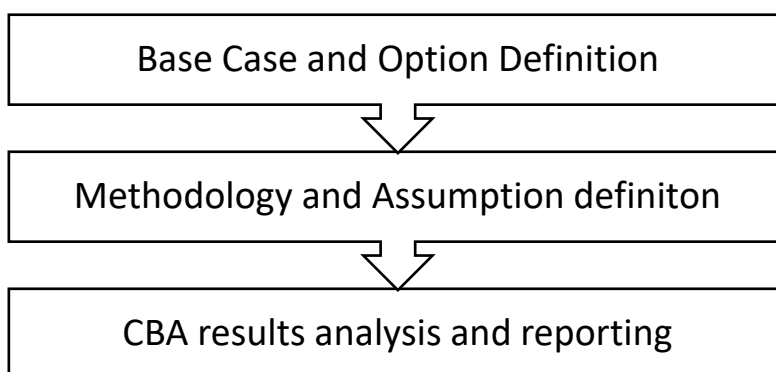 Base Case and Option Definition
Methodology and Assumption definiton
CBA results analysis and reporting